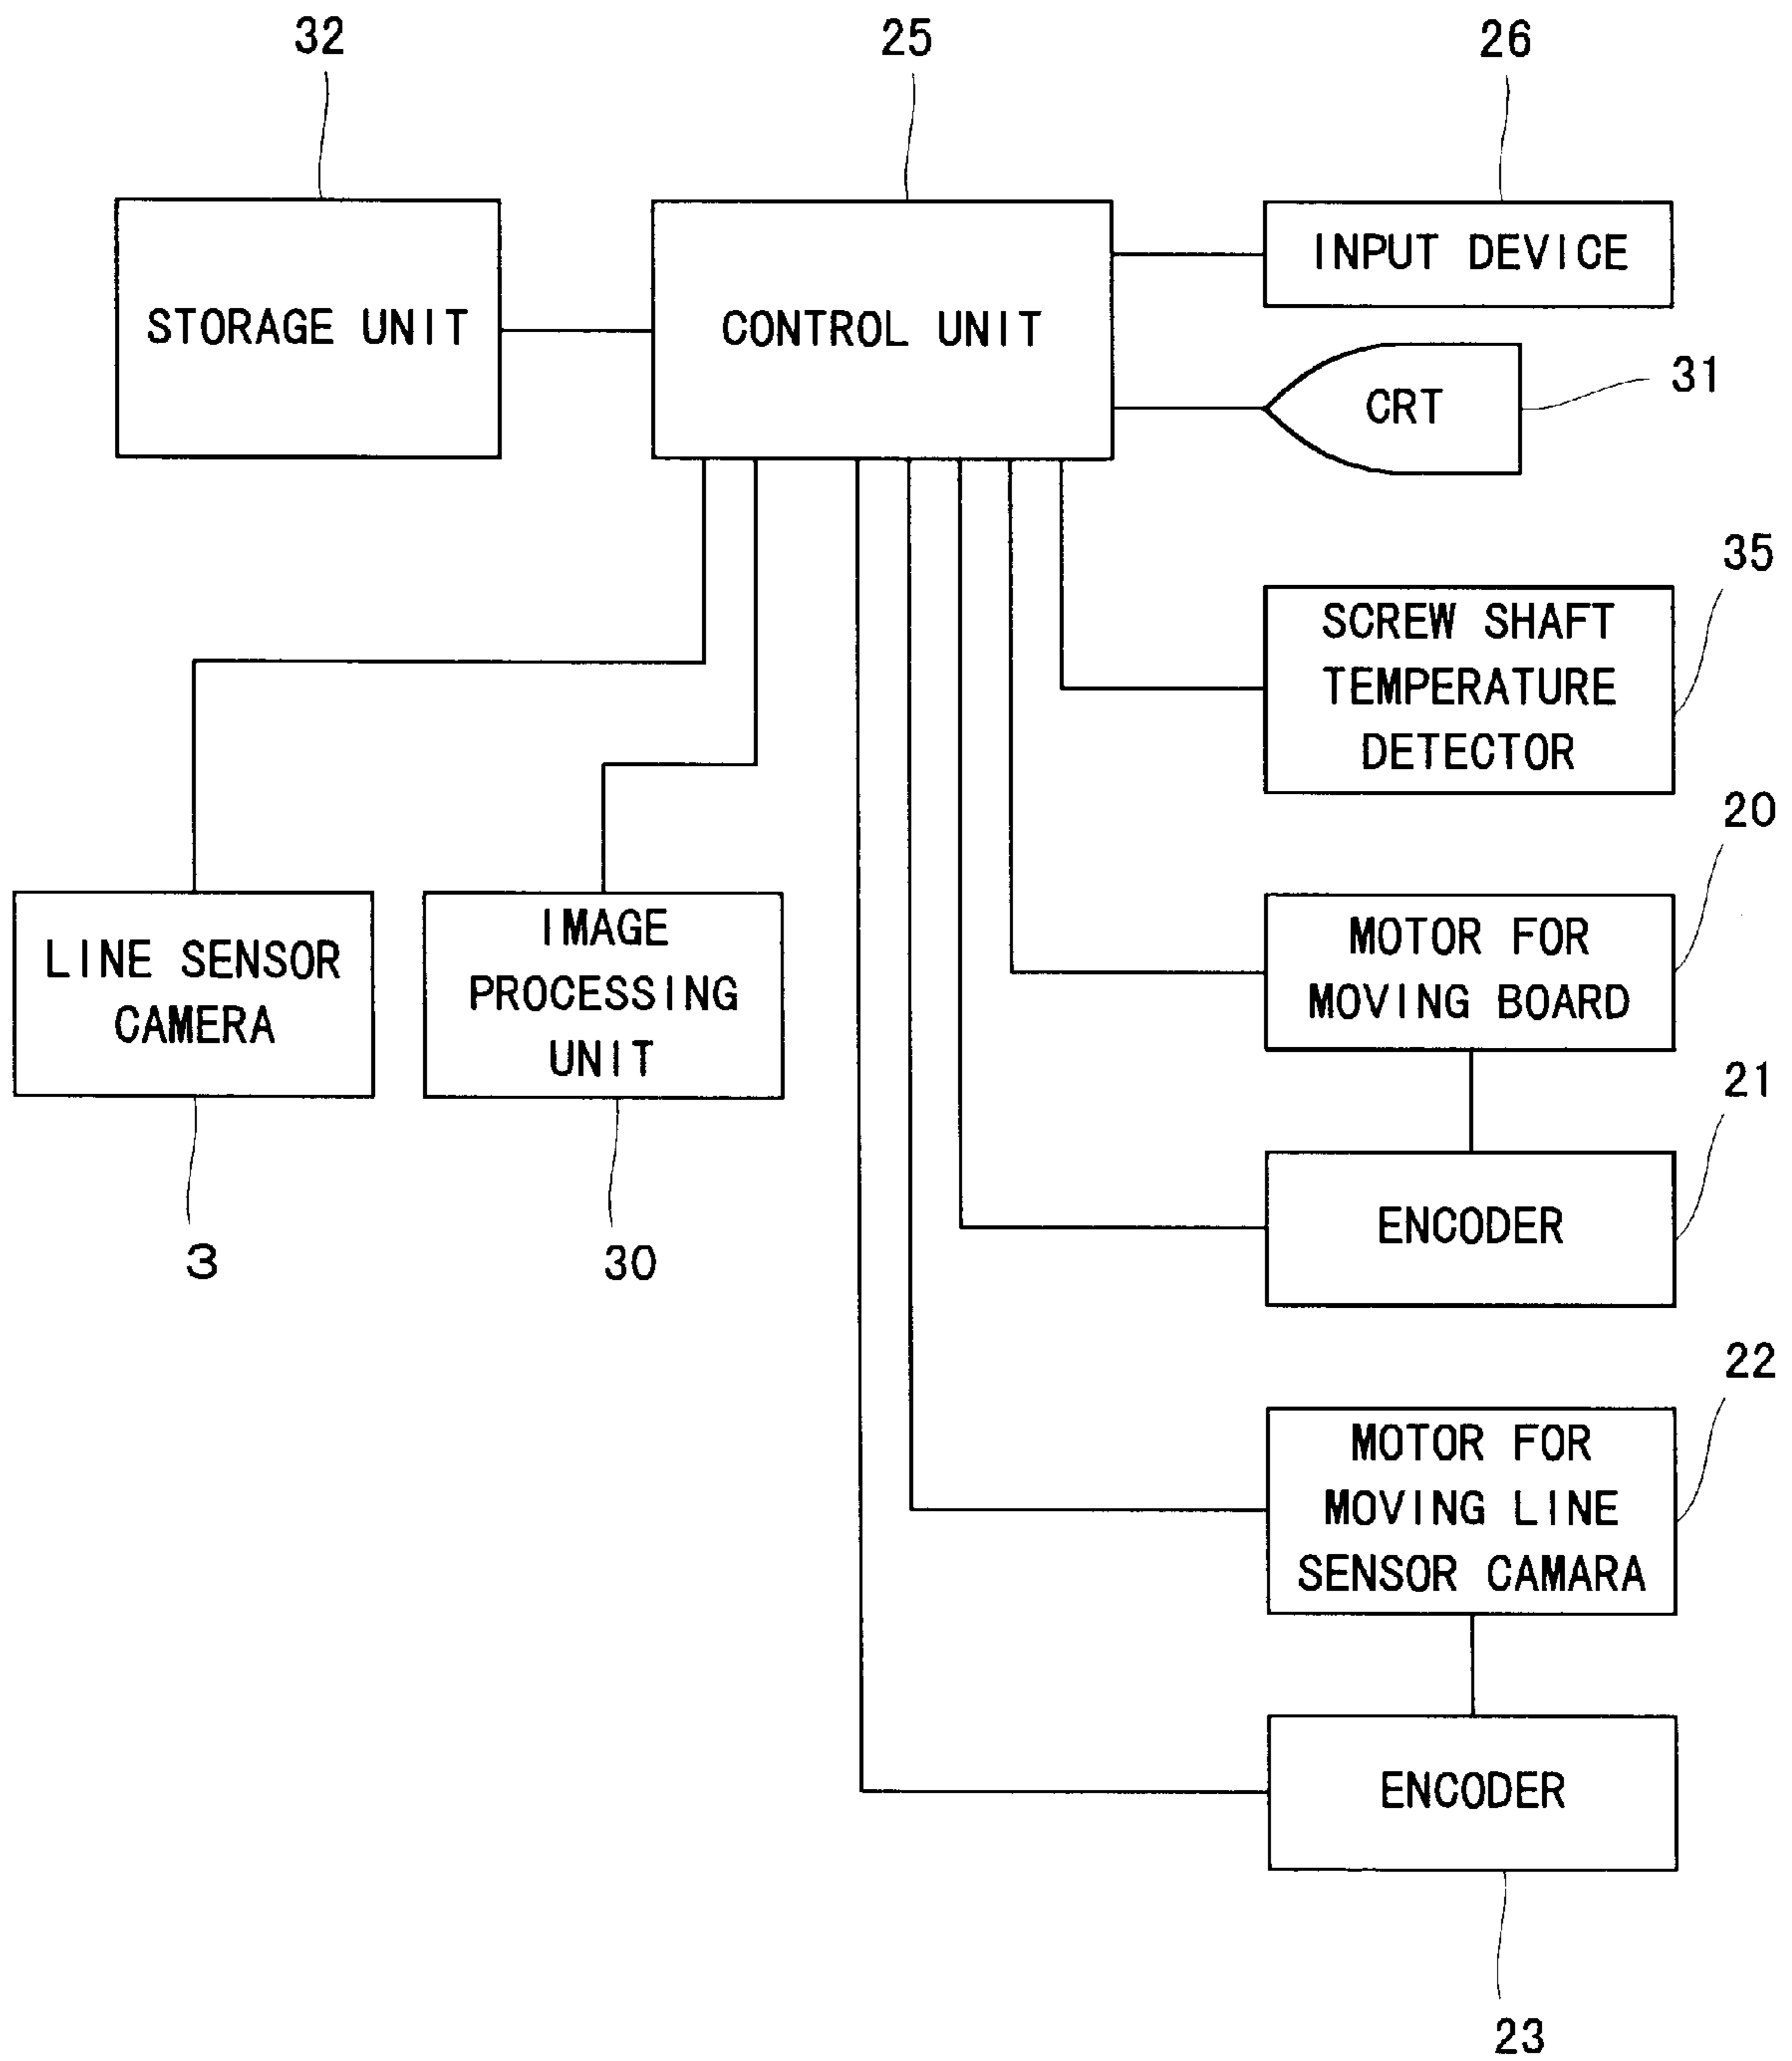 32
25
26
STORAGE UNIT
CONTROL UNIT
INPUT DEVICE
CRT
31
35
SCREW SHAFT
TEMPERATURE
DETECTOR
20
LINE SENSOR
CAMERA
IMAGE
PROCESSING
UNIT
MOTOR FOR
MOVING BOARD
21
3
30
ENCODER
22
MOTOR FOR
MOVING LINE
SENSOR CAMARA
ENCODER
23